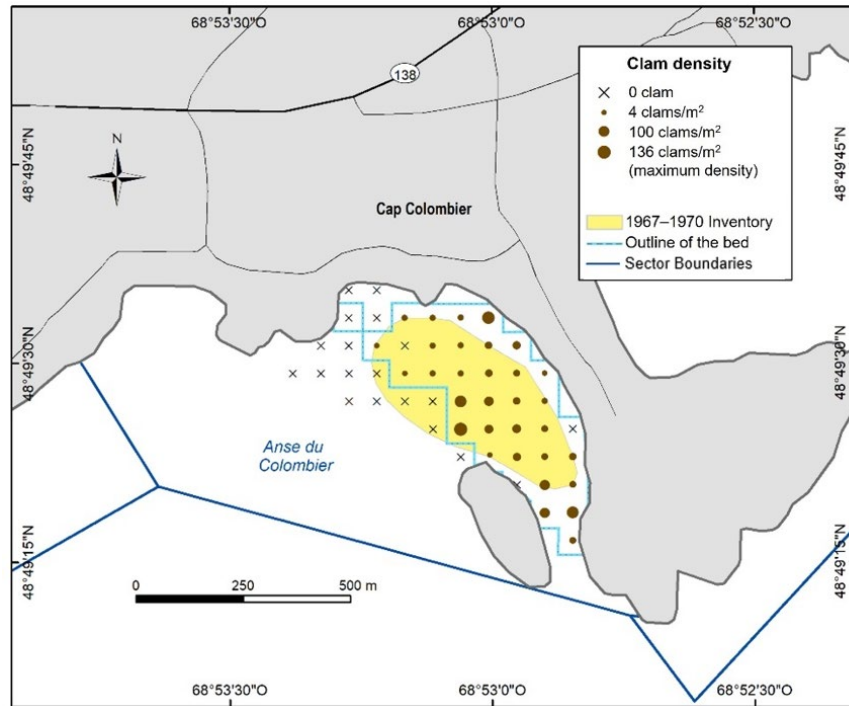 68°53'30"O
68°53'0"O
68°52'30"O
138
Clam density
0 clam
4 clams/m²
100 clams/m²
136 clams/m²
(maximum density)
1967–1970 Inventory
Outline of the bed
Sector Boundaries
48°49'45"N
48°49'45"N
N
Cap Colombier
48°49'30"N
48°49'30"N
Anse du
Colombier
48°49'15"N
48°49'15"N
0
250
500 m
68°53'30"O
68°53'0"O
68°52'30"O